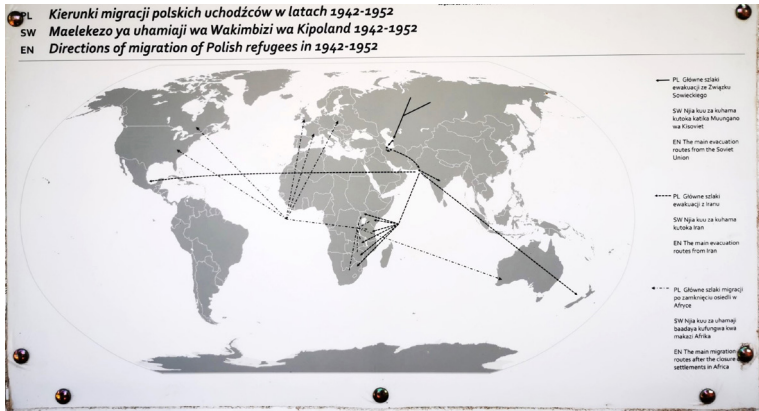 PL Kierunki migracji polskich uchodźców w latach 1942-1952
SW Maelekezo ya uhamiaji wa Wakimbizi wa Kipoland 1942-1952
EN Directions of migration of Polish refugees in 1942-1952
PL Główne szlaki
ewakuacji ze Związku
Sowieckiego
SW Njia kuu za kuhama
kutoka katika Muungano
wa Kisoviet
EN The main evacuation
routes from the Soviet
Union
PL Główne szlaki
ewakuacji z Iranu
SW Njia kuu za kuhama
kutoka Iran
EN The main evacuation
routes from Iran
PL Główne szlaki migracji
po zamknięciu osiedli w
Afryce
SW Njia kuu za uhamaji
baadaya kufungwa kwa
makazi Afrika
EN The main migration
routes after the closure
settlements in Africa